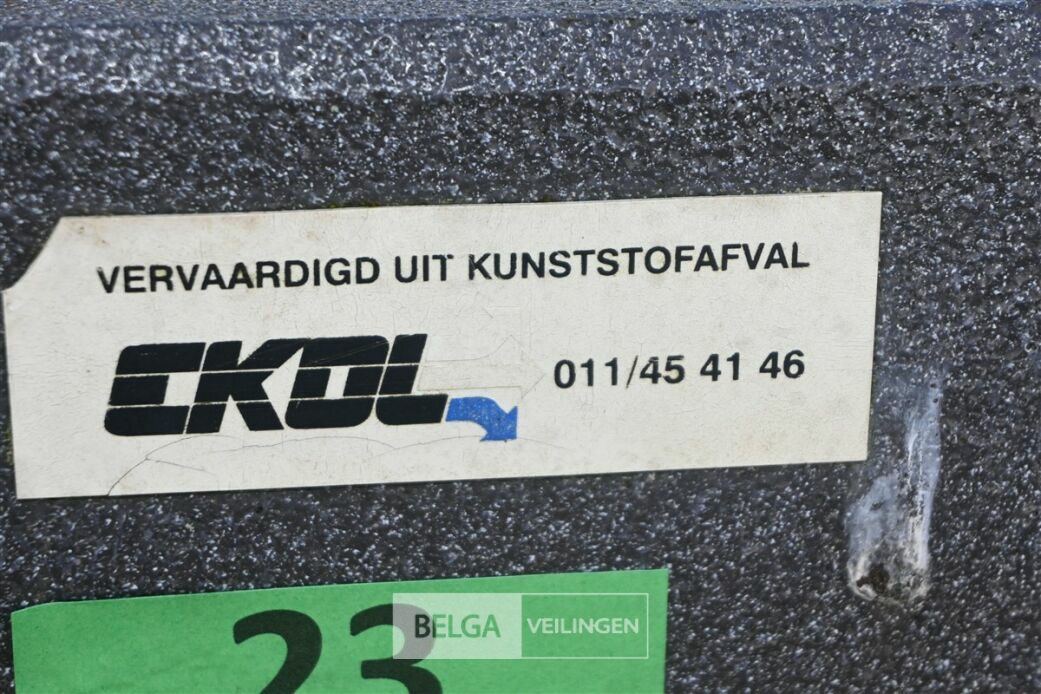 VERVAARDIGD UIT KUNSTSTOFAFVAL
EKOL
011/45 41 46
23
BELGA VEILINGEN